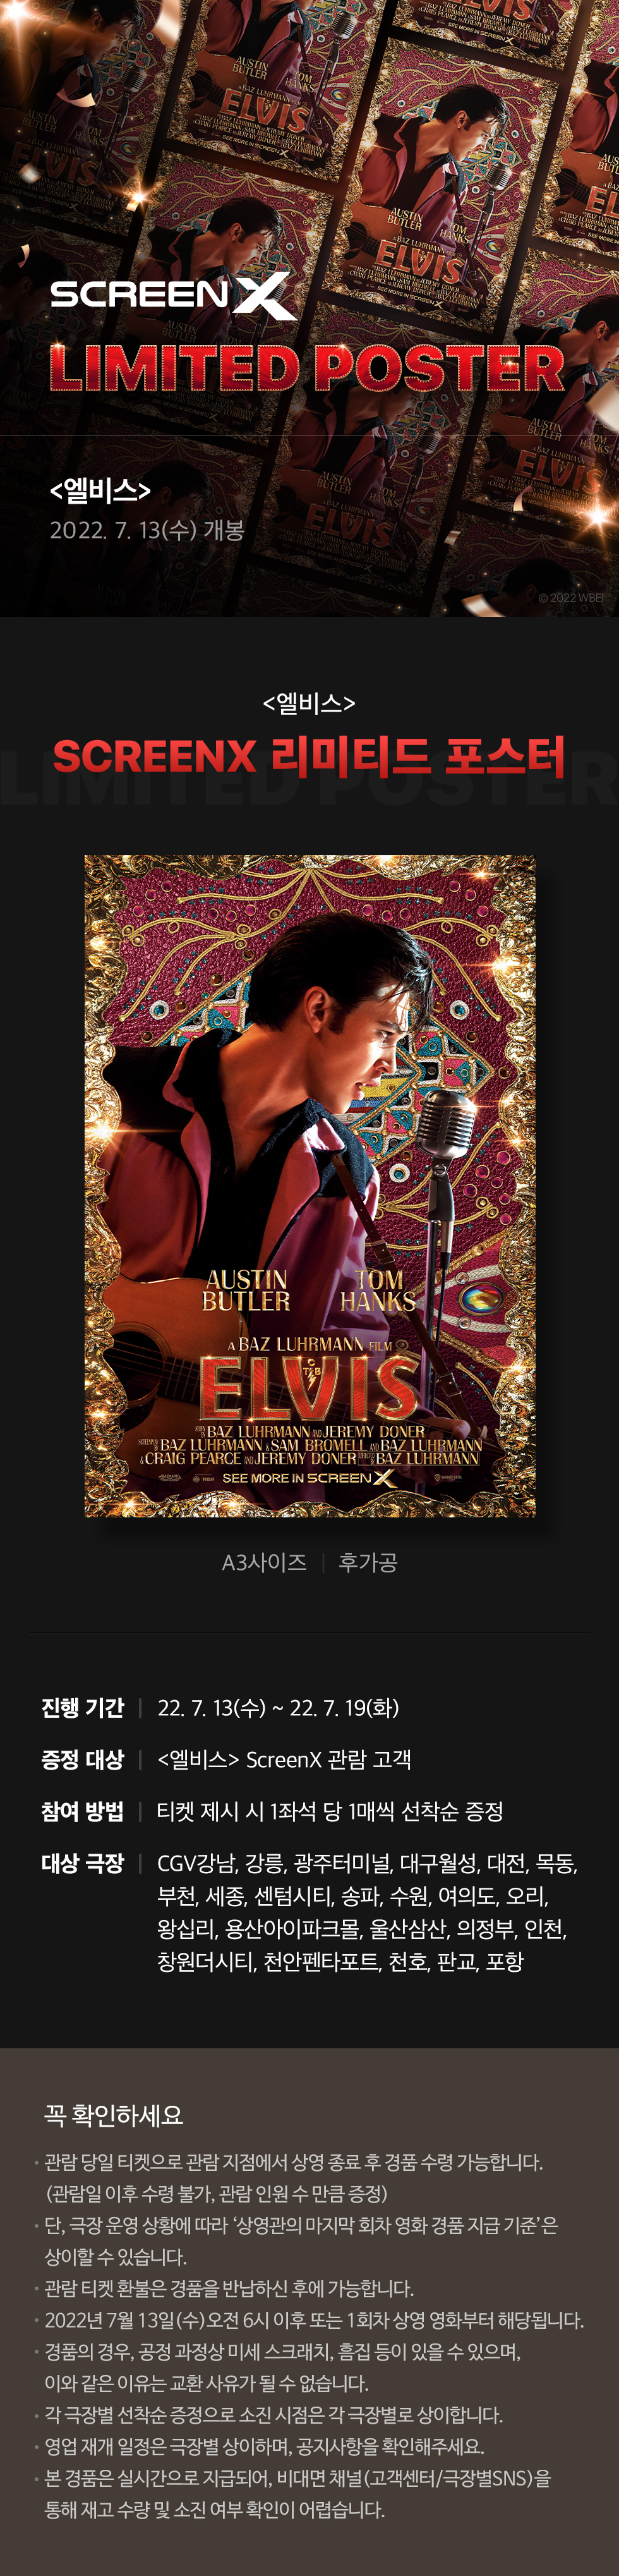 AUSTIN BUTLER
TOM HANKS
A BAZ LUHRMANN FILM
ELVIS
SEE MORE IN SCREENX
SCREENX
LIMITED POSTER
<엘비스>
2022. 7. 13(수) 개봉
© 2022 WBEI
<엘비스>
LIMITED POSTER
SCREENX 리미티드 포스터
AUSTIN TOM
BUTLER HANKS
A BAZ LUHRMANN FILM
ELVIS
TCB
STORY BY BAZ LUHRMANN AND JEREMY DONER
SCREENPLAY BY BAZ LUHRMANN & SAM BROMELL AND BAZ LUHRMANN
& CRAIG PEARCE AND JEREMY DONER DIRECTED BY BAZ LUHRMANN
SEE MORE IN SCREENX
A3사이즈 | 후가공
진행 기간 | 22. 7. 13(수) ~ 22. 7. 19(화)
증정 대상 | <엘비스> ScreenX 관람 고객
참여 방법 | 티켓 제시 시 1좌석 당 1매씩 선착순 증정
대상 극장 | CGV강남, 강릉, 광주터미널, 대구월성, 대전, 목동,
부천, 세종, 센텀시티, 송파, 수원, 여의도, 오리,
왕십리, 용산아이파크몰, 울산삼산, 의정부, 인천,
창원더시티, 천안펜타포트, 천호, 판교, 포항
꼭 확인하세요
• 관람 당일 티켓으로 관람 지점에서 상영 종료 후 경품 수령 가능합니다.
(관람일 이후 수령 불가, 관람 인원 수 만큼 증정)
• 단, 극장 운영 상황에 따라 ‘상영관의 마지막 회차 영화 경품 지급 기준’은
상이할 수 있습니다.
• 관람 티켓 환불은 경품을 반납하신 후에 가능합니다.
• 2022년 7월 13일(수)오전 6시 이후 또는 1회차 상영 영화부터 해당됩니다.
• 경품의 경우, 공정 과정상 미세 스크래치, 흠집 등이 있을 수 있으며,
이와 같은 이유는 교환 사유가 될 수 없습니다.
• 각 극장별 선착순 증정으로 소진 시점은 각 극장별로 상이합니다.
• 영업 재개 일정은 극장별 상이하며, 공지사항을 확인해주세요.
• 본 경품은 실시간으로 지급되어, 비대면 채널(고객센터/극장별SNS)을
통해 재고 수량 및 소진 여부 확인이 어렵습니다.